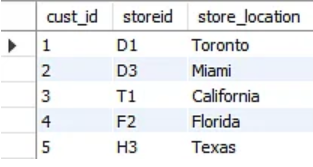 cust_id storeid store_location
1 D1 Toronto
2 D3 Miami
3 T1 California
4 F2 Florida
5 H3 Texas